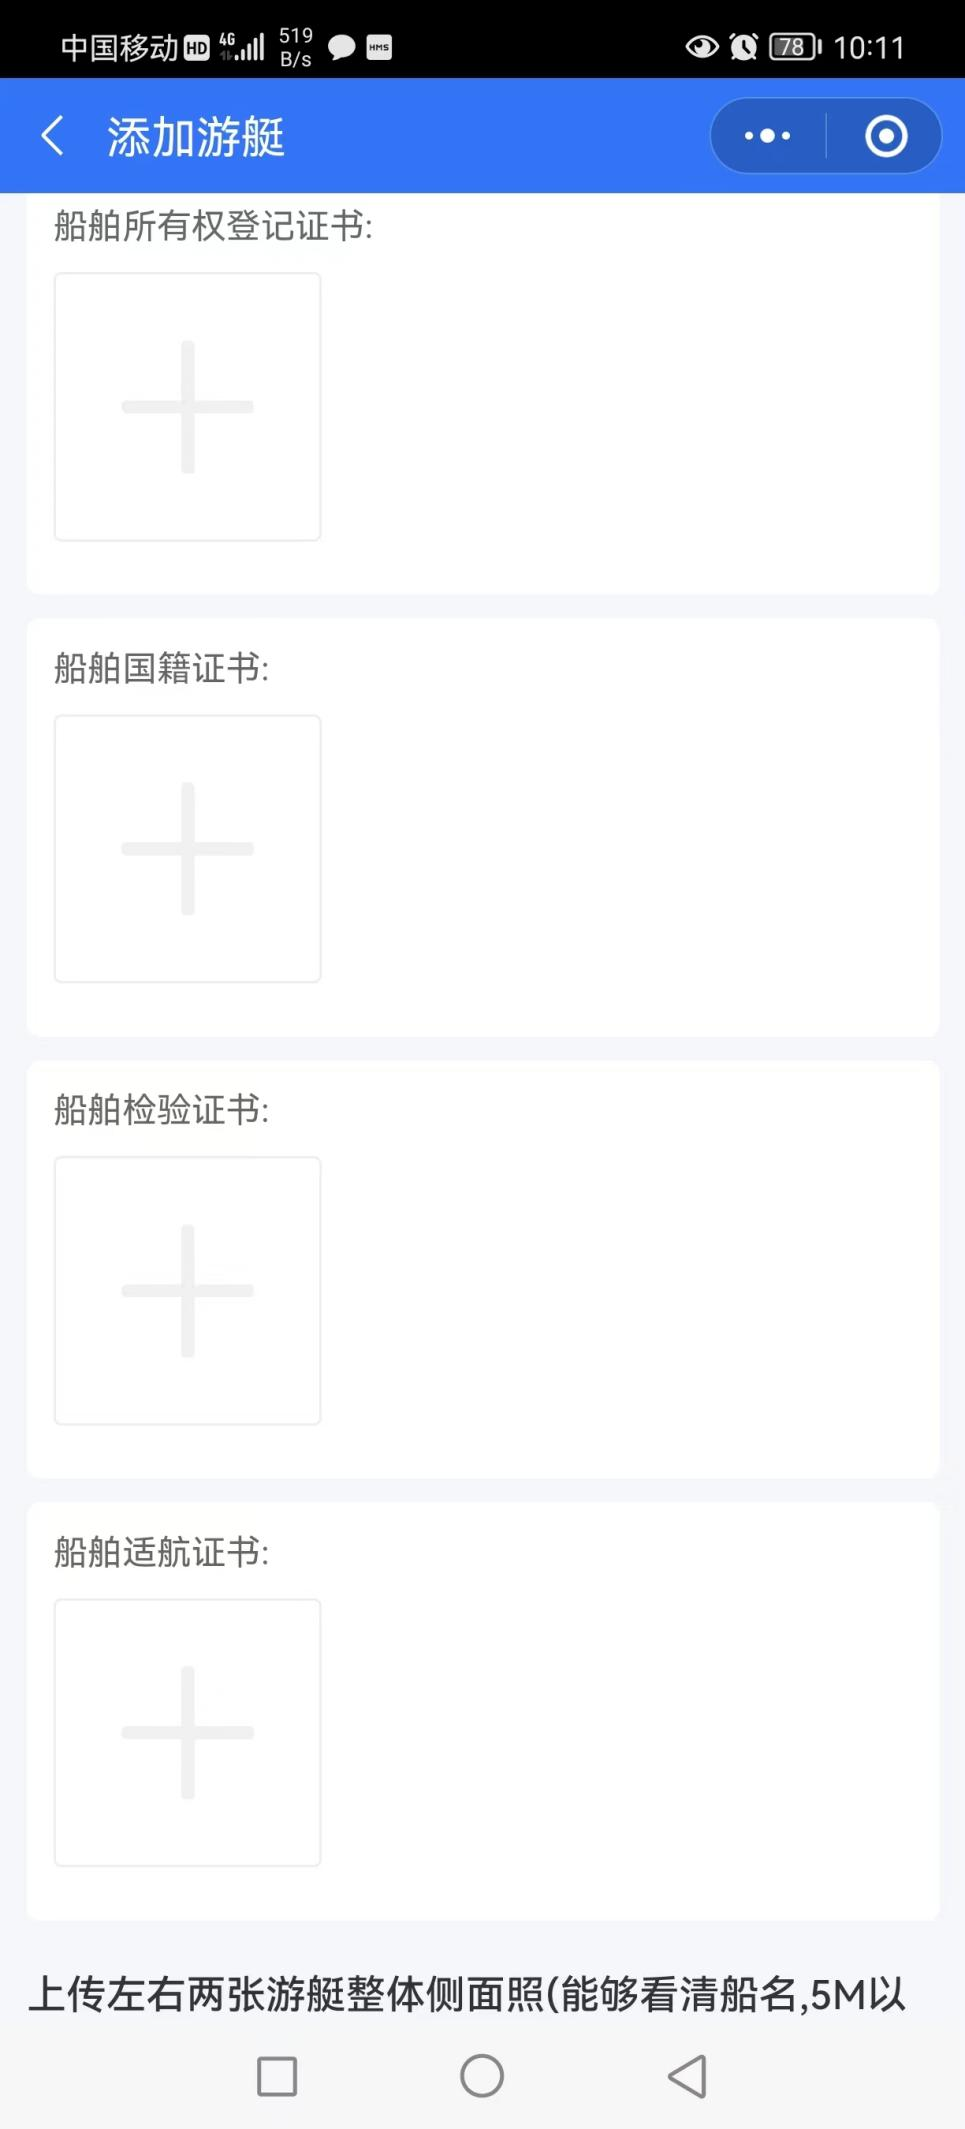 中国移动 HD 4G 519 B/s HMS 78 10:11
添加游艇
船舶所有权登记证书:
船舶国籍证书:
船舶检验证书:
船舶适航证书:
上传左右两张游艇整体侧面照(能够看清船名,5M以